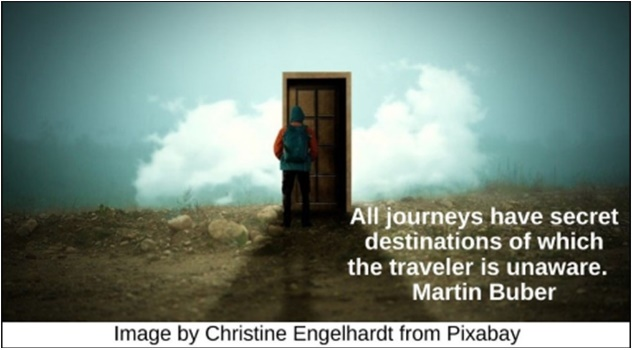 All journeys have secret
destinations of which
the traveler is unaware.
Martin Buber
Image by Christine Engelhardt from Pixabay